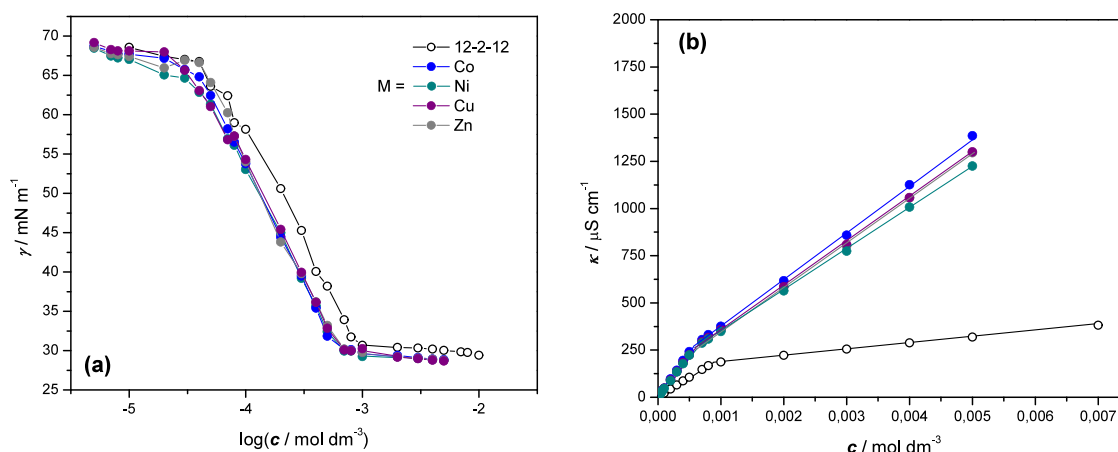 70
65
60
55
50
45
40
35
30
25
γ / mN m⁻¹
-5
-4
-3
-2
log(c / mol dm⁻³)
(a)
12-2-12
Co
M = Ni
Cu
Zn
2000
1750
1500
1250
1000
750
500
250
0
κ / μS cm⁻¹
(b)
0,000 0,001 0,002 0,003 0,004 0,005 0,006 0,007
c / mol dm⁻³